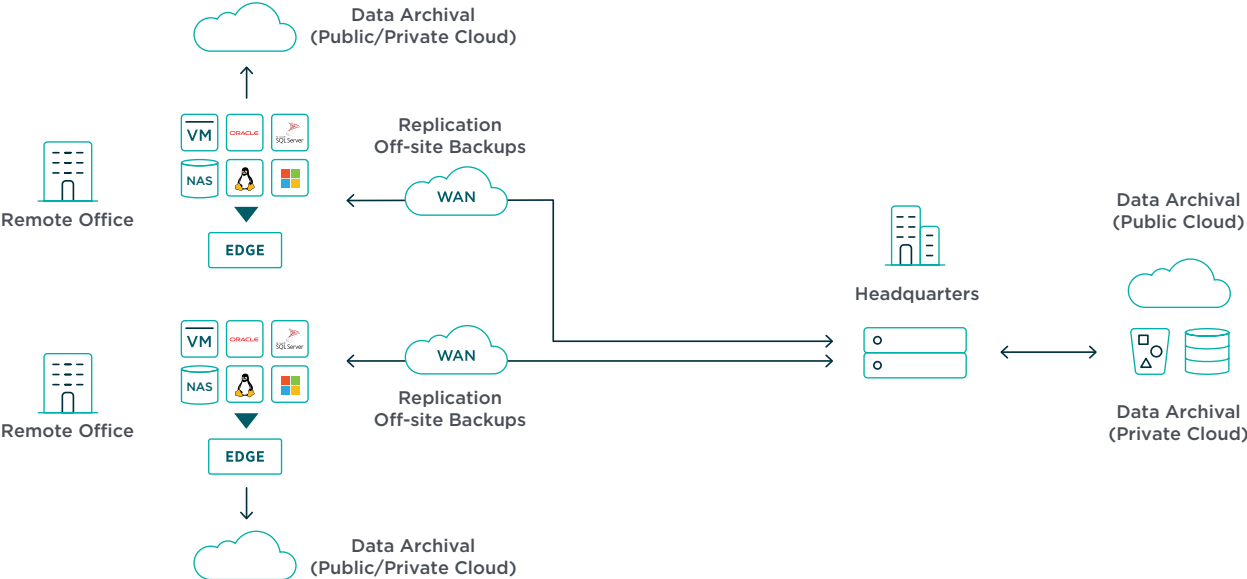 Data Archival
(Public/Private Cloud)
VM
ORACLE
SQL Server
NAS
Remote Office
EDGE
Replication
Off-site Backups
WAN
VM
ORACLE
SQL Server
NAS
Remote Office
EDGE
WAN
Replication
Off-site Backups
Data Archival
(Public/Private Cloud)
Headquarters
Data Archival
(Public Cloud)
Data Archival
(Private Cloud)